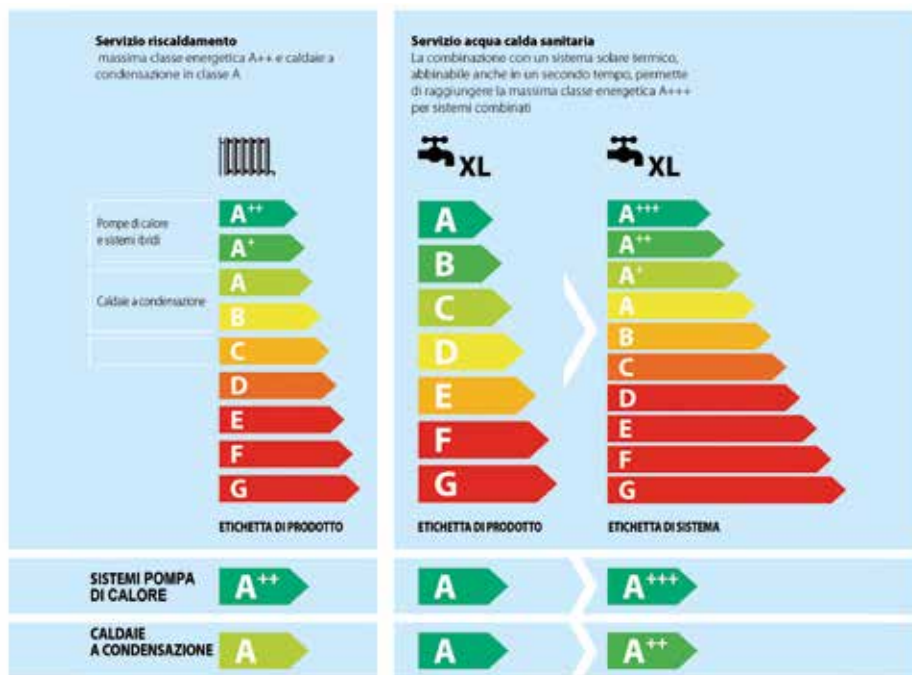 Servizio riscaldamento
massima classe energetica A++ e caldaie a
condensazione in classe A
Servizio acqua calda sanitaria
La combinazione con un sistema solare termico,
abbinabile anche in un secondo tempo, permette
di raggiungere la massima classe energetica A+++
per sistemi combinati
XL
XL
Pompe di calore
e sistemi ibridi
Caldaie a condensazione
A++
A+
A
B
C
D
E
F
G
ETICHETTA DI PRODOTTO
A
B
C
D
E
F
G
ETICHETTA DI PRODOTTO
A+++
A++
A+
A
B
C
D
E
F
G
ETICHETTA DI SISTEMA
SISTEMI POMPA
DI CALORE
A++
A
A+++
CALDAIE
A CONDENSAZIONE
A
A
A++